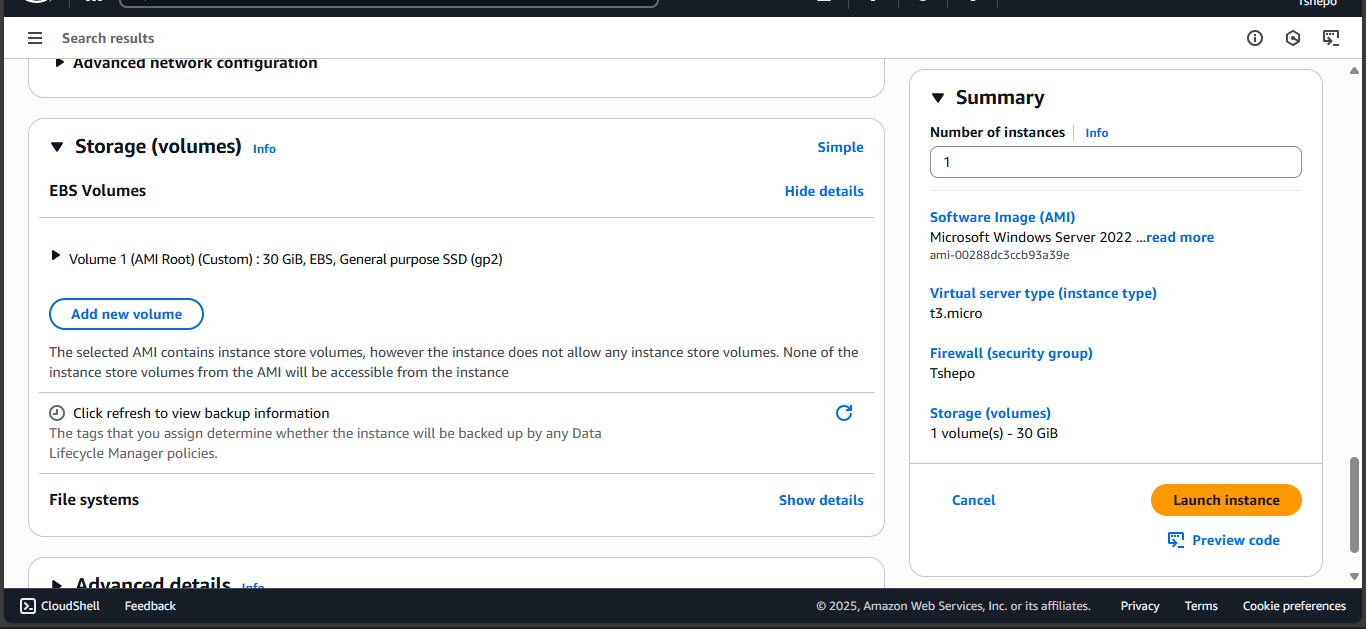 Tshepo
Search results
Advanced network configuration
Storage (volumes) Info
Simple
EBS Volumes
Hide details
Volume 1 (AMI Root) (Custom) : 30 GiB, EBS, General purpose SSD (gp2)
Add new volume
The selected AMI contains instance store volumes, however the instance does not allow any instance store volumes. None of the
instance store volumes from the AMI will be accessible from the instance
Click refresh to view backup information
The tags that you assign determine whether the instance will be backed up by any Data
Lifecycle Manager policies.
File systems
Show details
Advanced details Info
Summary
Number of instances Info
1
Software Image (AMI)
Microsoft Windows Server 2022 ...read more
ami-00288dc3ccb93a39e
Virtual server type (instance type)
t3.micro
Firewall (security group)
Tshepo
Storage (volumes)
1 volume(s) - 30 GiB
Cancel
Launch instance
Preview code
CloudShell
Feedback
© 2025, Amazon Web Services, Inc. or its affiliates.
Privacy
Terms
Cookie preferences